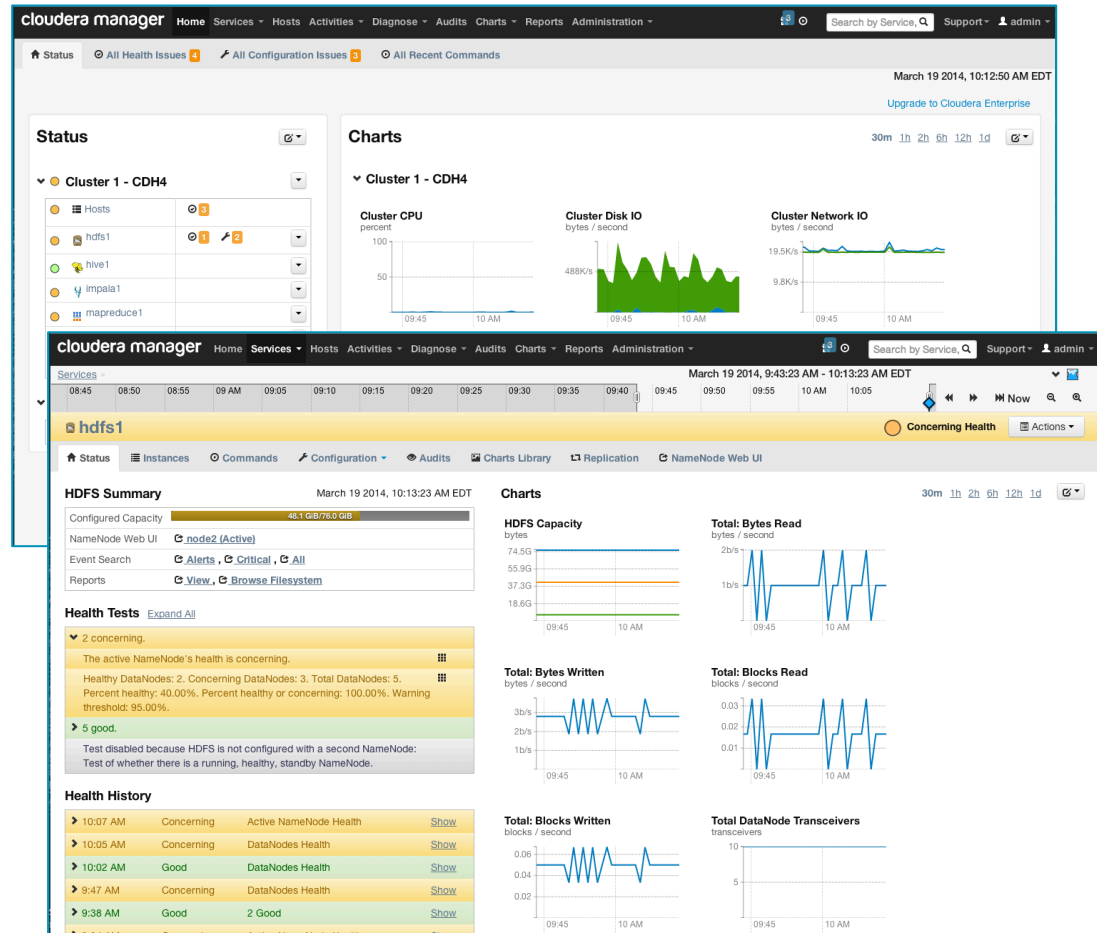 cloudera manager Home Services Hosts Activities Diagnose Audits Charts Reports Administration 3 Search by Service, Support admin
Status All Health Issues 4 All Configuration Issues 3 All Recent Commands
March 19 2014, 10:12:50 AM EDT
Upgrade to Cloudera Enterprise
Status
Charts
30m 1h 2h 6h 12h 1d
Cluster 1 - CDH4
Hosts 3
hdfs1 1 2
hive1
impala1
mapreduce1
Cluster 1 - CDH4
Cluster CPU
percent
100
50
09:45 10 AM
Cluster Disk IO
bytes / second
488K/s
09:45 10 AM
Cluster Network IO
bytes / second
19.5K/s
9.8K/s
09:45 10 AM
cloudera manager Home Services Hosts Activities Diagnose Audits Charts Reports Administration 3 Search by Service, Support admin
Services
March 19 2014, 9:43:23 AM - 10:13:23 AM EDT
08:45 08:50 08:55 09 AM 09:05 09:10 09:15 09:20 09:25 09:30 09:35 09:40 09:45 09:50 09:55 10 AM 10:05 Now
hdfs1 Concerning Health Actions
Status Instances Commands Configuration Audits Charts Library Replication NameNode Web UI
HDFS Summary March 19 2014, 10:13:23 AM EDT
Configured Capacity 48.1 GiB/76.0 GiB
NameNode Web UI node2 (Active)
Event Search Alerts , Critical , All
Reports View , Browse Filesystem
Health Tests Expand All
2 concerning.
The active NameNode's health is concerning.
Healthy DataNodes: 2. Concerning DataNodes: 3. Total DataNodes: 5.
Percent healthy: 40.00%. Percent healthy or concerning: 100.00%. Warning
threshold: 95.00%.
5 good.
Test disabled because HDFS is not configured with a second NameNode:
Test of whether there is a running, healthy, standby NameNode.
Health History
10:07 AM Concerning Active NameNode Health Show
10:05 AM Concerning DataNodes Health Show
10:02 AM Good DataNodes Health Show
9:47 AM Concerning DataNodes Health Show
9:38 AM Good 2 Good Show
Charts
30m 1h 2h 6h 12h 1d
HDFS Capacity
bytes
74.5G
55.9G
37.3G
18.6G
09:45 10 AM
Total: Bytes Read
bytes / second
2b/s
1b/s
09:45 10 AM
Total: Bytes Written
bytes / second
3b/s
2b/s
1b/s
09:45 10 AM
Total: Blocks Read
blocks / second
0.03
0.02
0.01
09:45 10 AM
Total: Blocks Written
blocks / second
0.06
0.04
0.02
09:45 10 AM
Total DataNode Transceivers
transceivers
10
5
09:45 10 AM